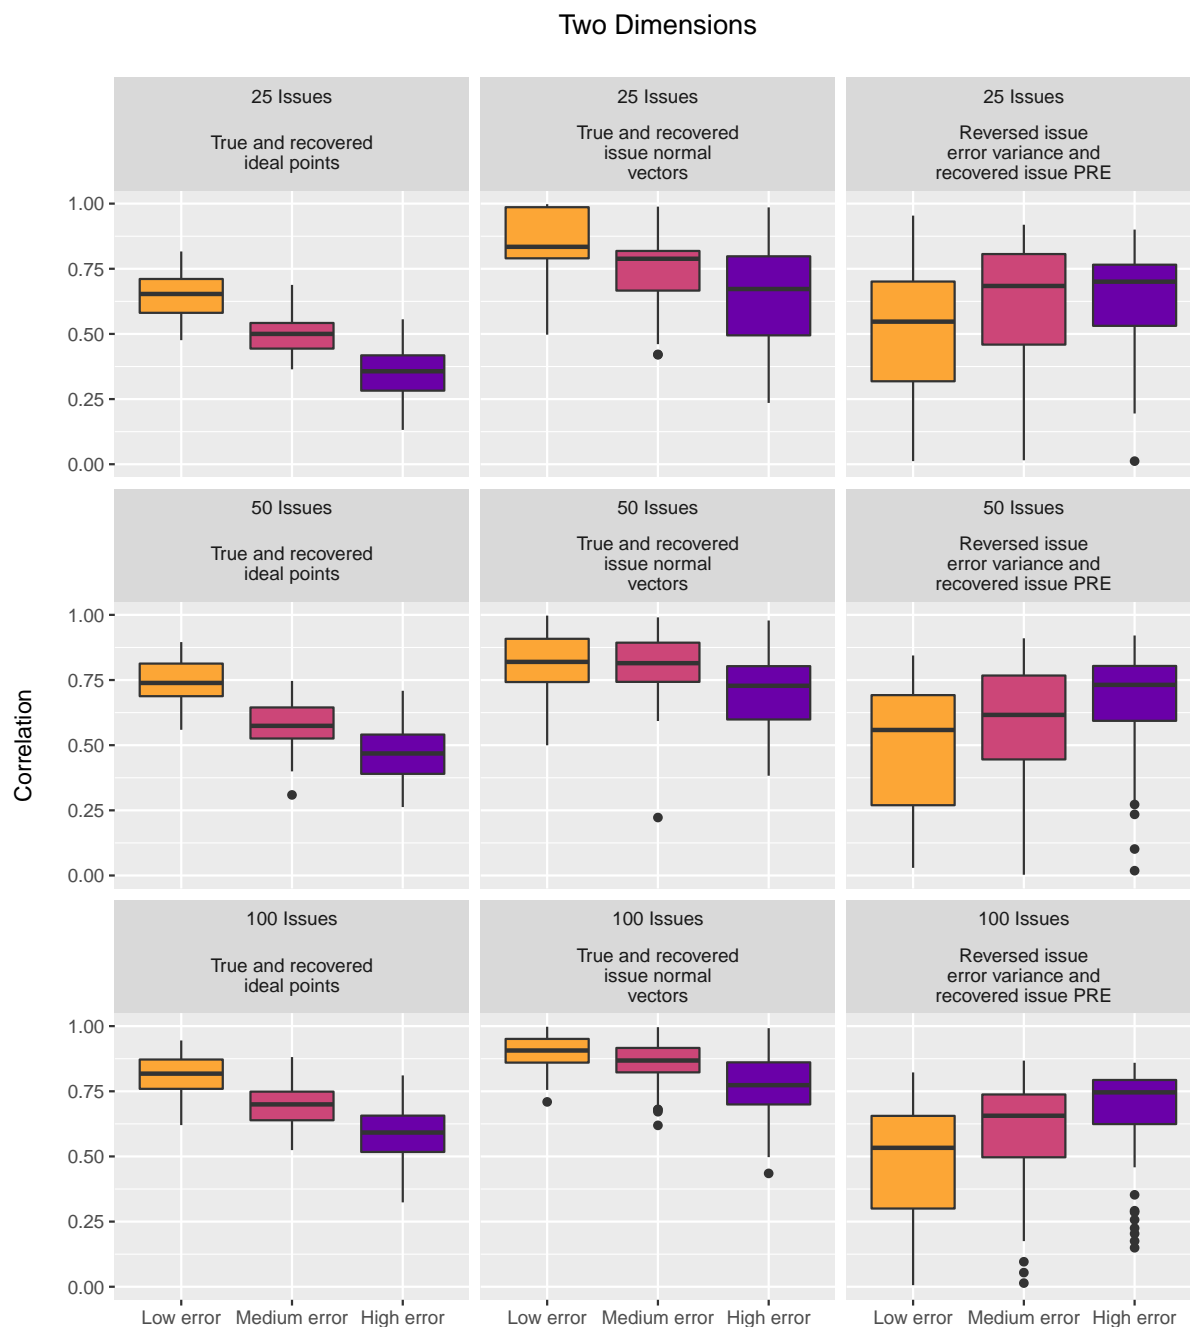 Two Dimensions
25 Issues
True and recovered
ideal points
25 Issues
True and recovered
issue normal
vectors
25 Issues
Reversed issue
error variance and
recovered issue PRE
1.00
0.75
0.50
0.25
0.00
50 Issues
True and recovered
ideal points
50 Issues
True and recovered
issue normal
vectors
50 Issues
Reversed issue
error variance and
recovered issue PRE
1.00
0.75
0.50
0.25
0.00
Correlation
100 Issues
True and recovered
ideal points
100 Issues
True and recovered
issue normal
vectors
100 Issues
Reversed issue
error variance and
recovered issue PRE
1.00
0.75
0.50
0.25
0.00
Low error Medium error High error
Low error Medium error High error
Low error Medium error High error